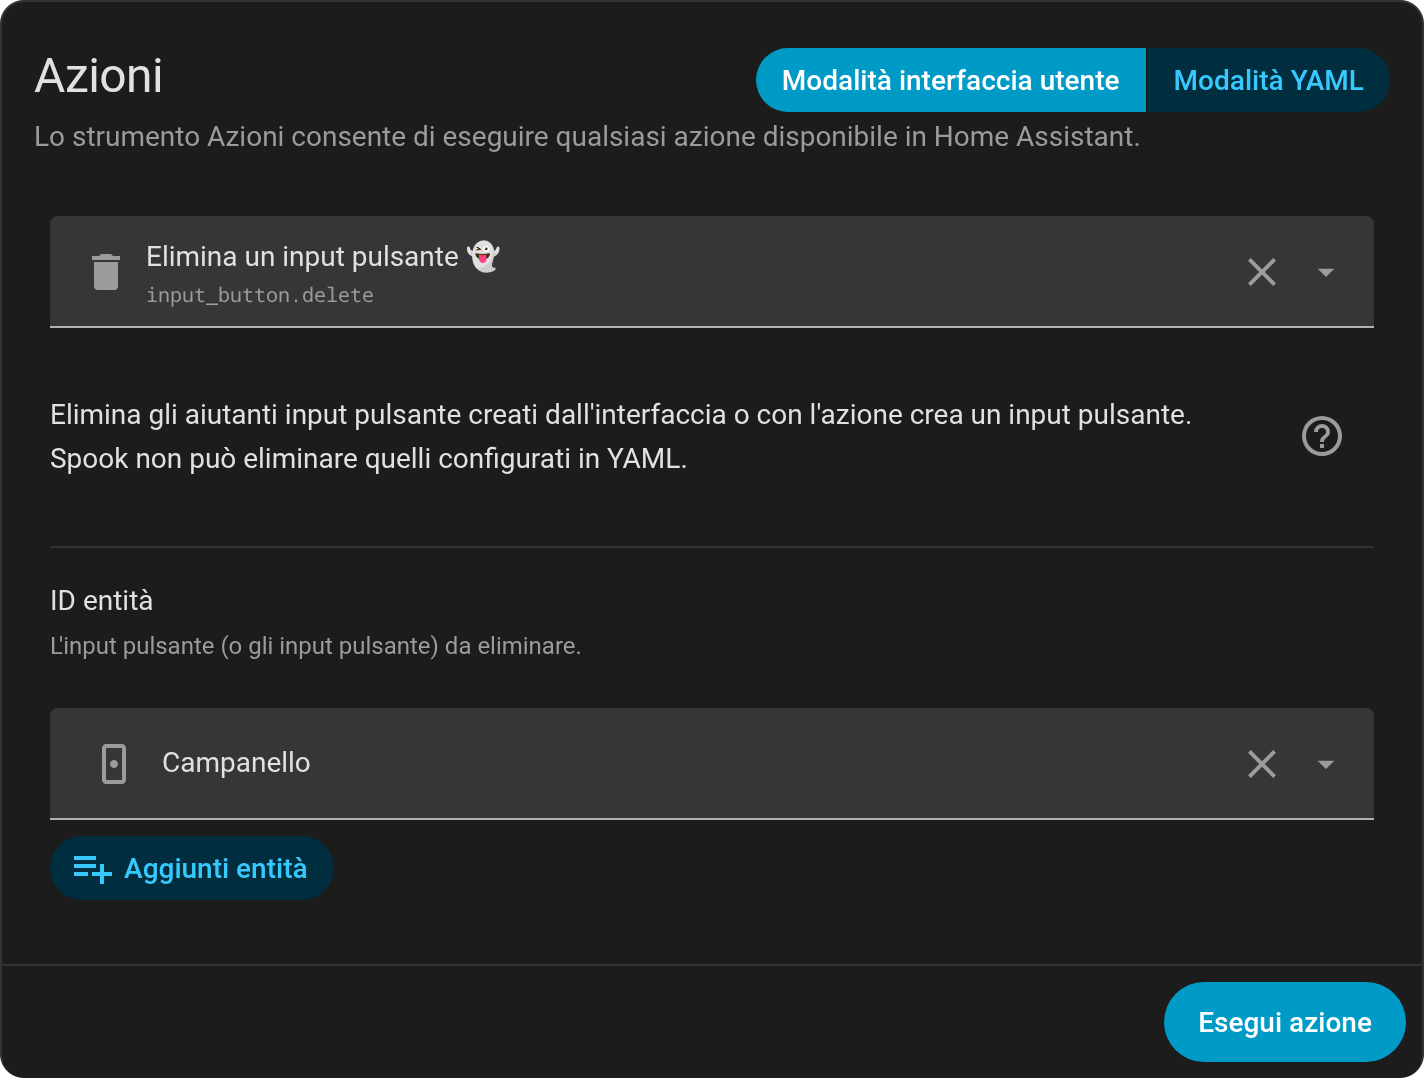 Azioni
Modalità interfaccia utente
Modalità YAML
Lo strumento Azioni consente di eseguire qualsiasi azione disponibile in Home Assistant.
Elimina un input pulsante 👻
input_button.delete
Elimina gli aiutanti input pulsante creati dall'interfaccia o con l'azione crea un input pulsante.
Spook non può eliminare quelli configurati in YAML.
ID entità
L'input pulsante (o gli input pulsante) da eliminare.
Campanello
Aggiunti entità
Esegui azione